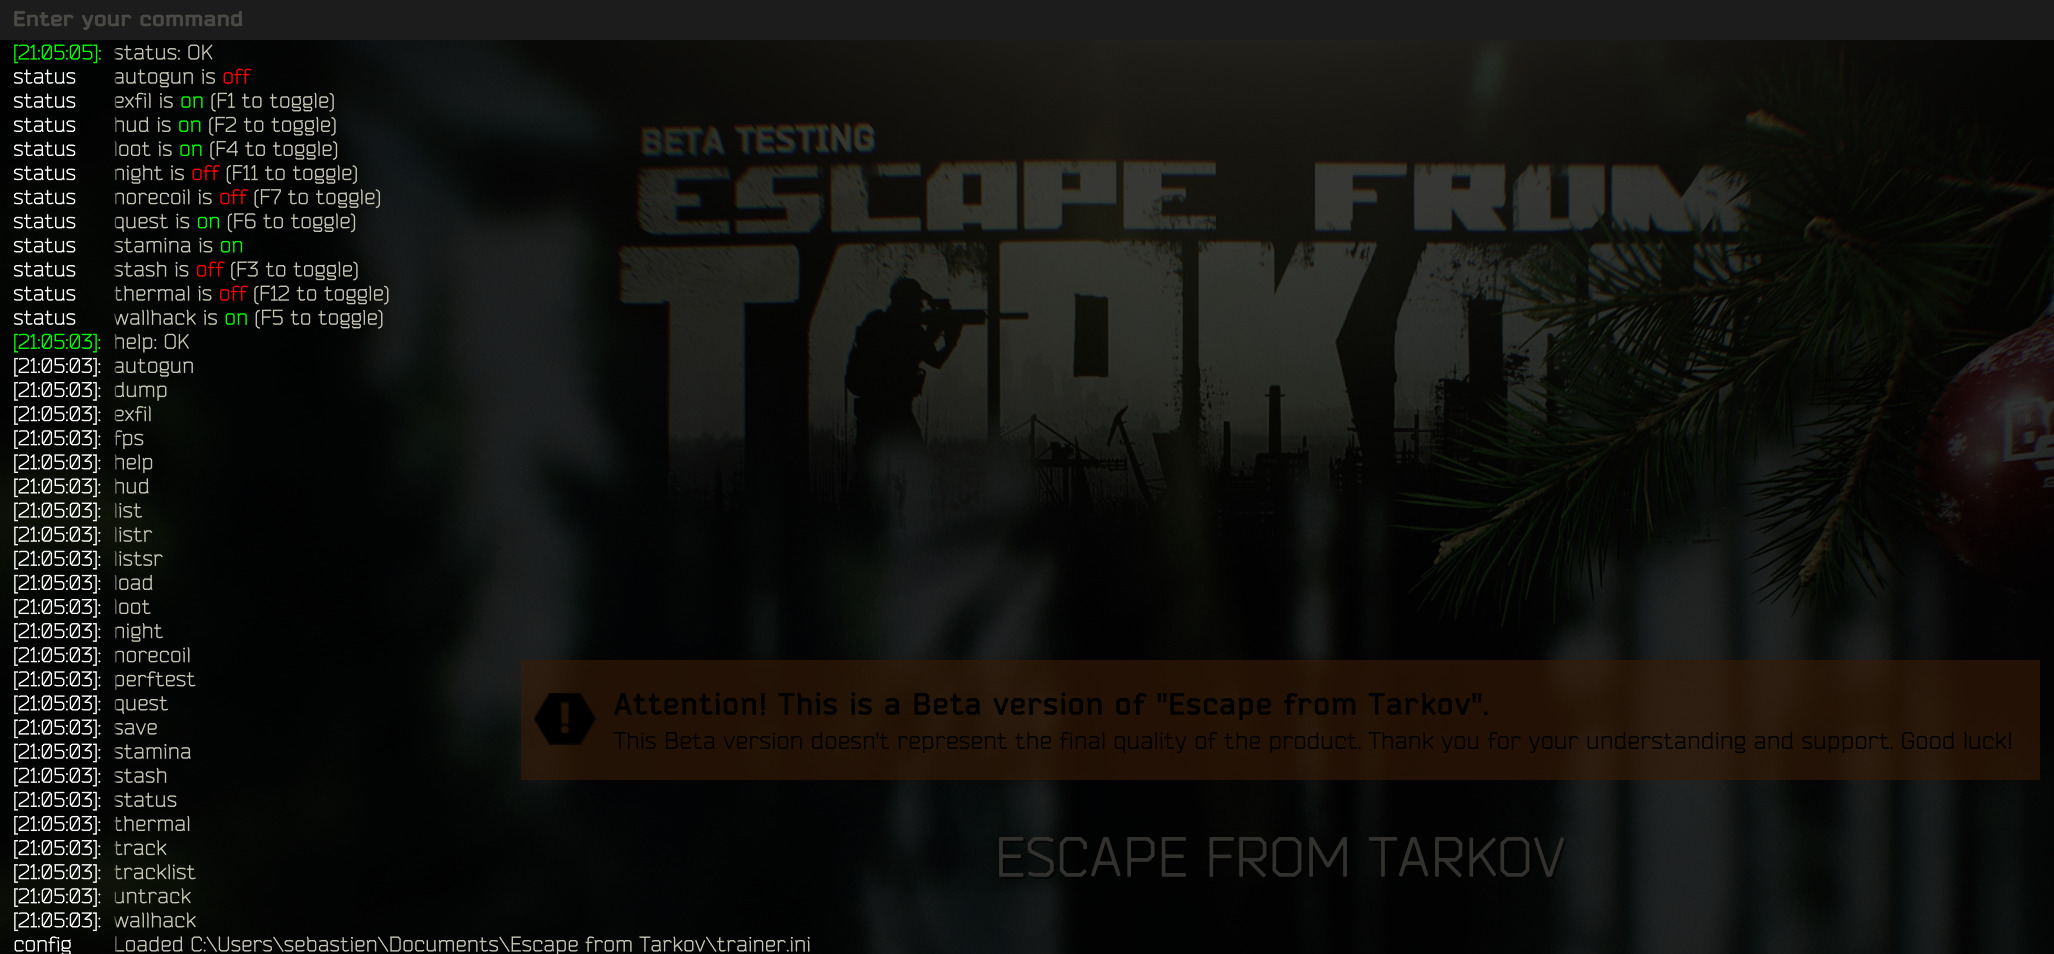 Enter your command
[21:05:05]: status: OK
status autogun is off
status exfil is on (F1 to toggle)
status hud is on (F2 to toggle)
status loot is on (F4 to toggle)
status night is off (F11 to toggle)
status norecoil is off (F7 to toggle)
status quest is on (F6 to toggle)
status stamina is on
status stash is off (F3 to toggle)
status thermal is off (F12 to toggle)
status wallhack is on (F5 to toggle)
[21:05:03]: help: OK
[21:05:03]: autogun
[21:05:03]: dump
[21:05:03]: exfil
[21:05:03]: fps
[21:05:03]: help
[21:05:03]: hud
[21:05:03]: list
[21:05:03]: listr
[21:05:03]: listsr
[21:05:03]: load
[21:05:03]: loot
[21:05:03]: night
[21:05:03]: norecoil
[21:05:03]: perftest
[21:05:03]: quest
[21:05:03]: save
[21:05:03]: stamina
[21:05:03]: stash
[21:05:03]: status
[21:05:03]: thermal
[21:05:03]: track
[21:05:03]: tracklist
[21:05:03]: untrack
[21:05:03]: wallhack
config Loaded C:\Users\sebastien\Documents\Escape from Tarkov\trainer.ini
BETA TESTING
ESCAPE FROM
TARKOV
Attention! This is a Beta version of "Escape from Tarkov".
This Beta version doesn't represent the final quality of the product. Thank you for your understanding and support. Good luck!
ESCAPE FROM TARKOV